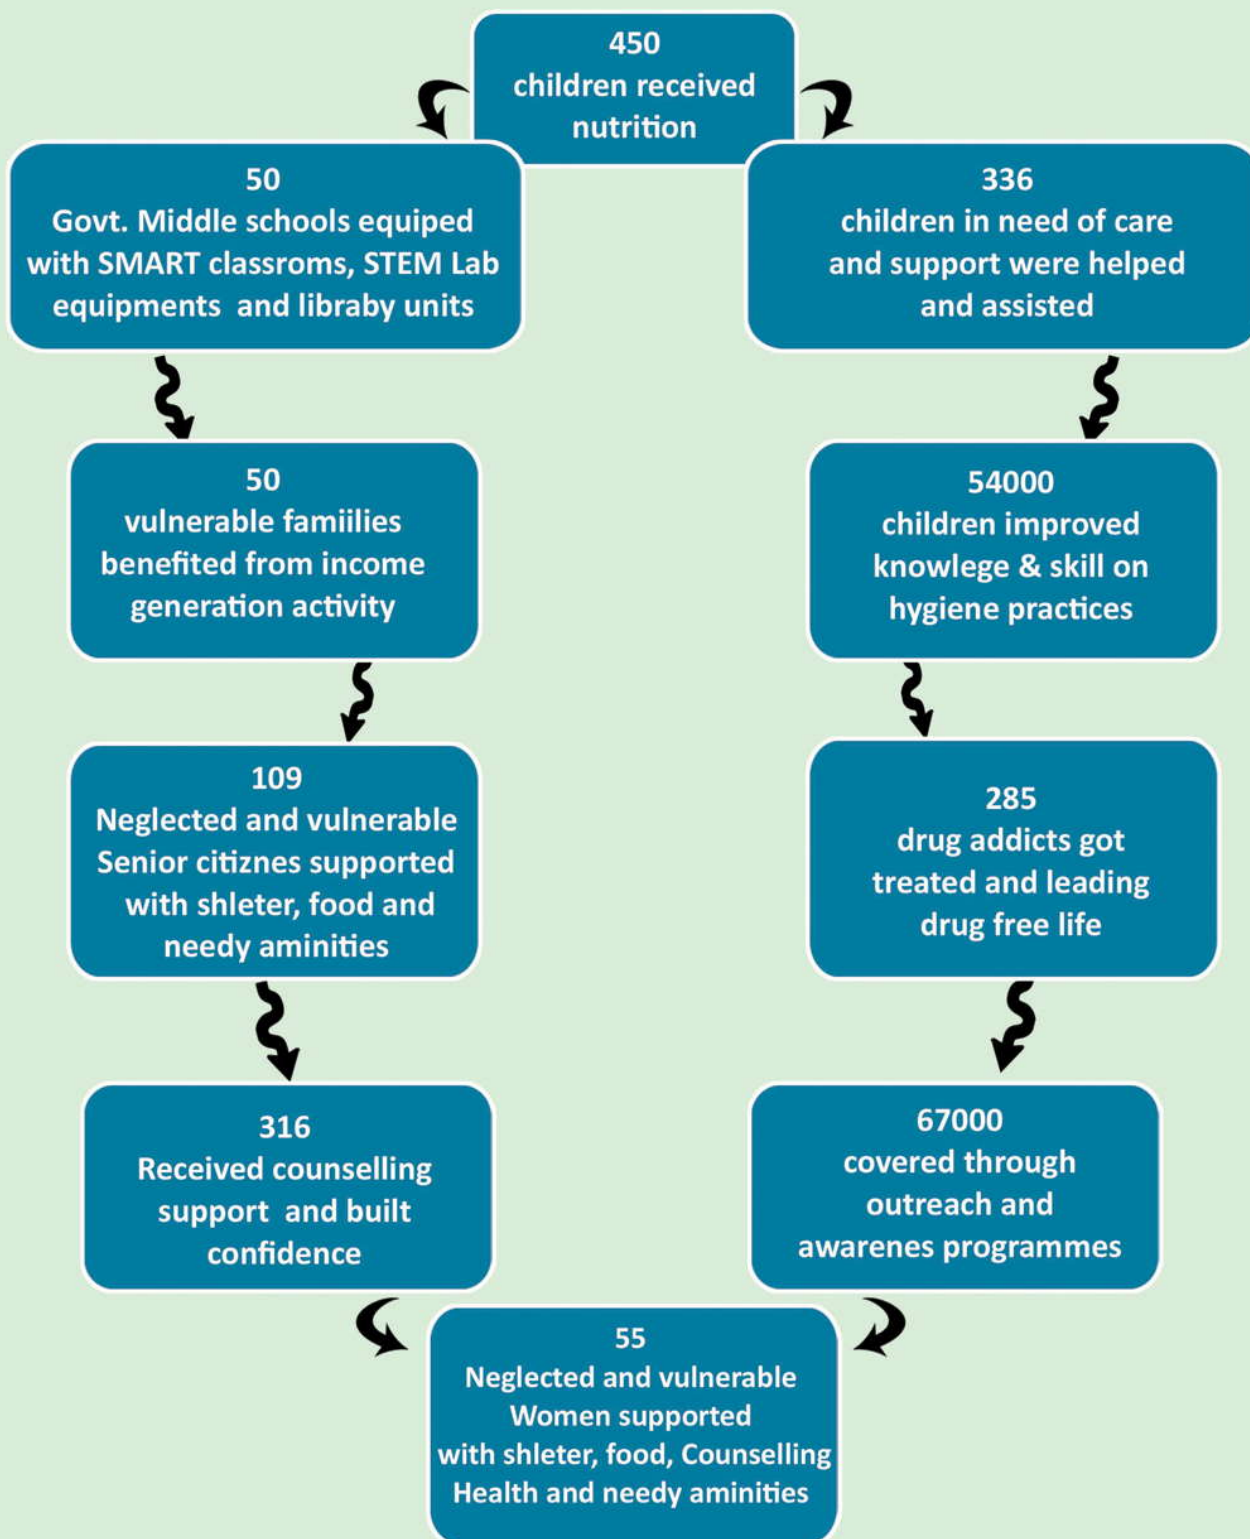 450
children received
nutrition
50
Govt. Middle schools equiped
with SMART classroms, STEM Lab
equipments and libraby units
336
children in need of care
and support were helped
and assisted
50
vulnerable famiilies
benefited from income
generation activity
54000
children improved
knowlege & skill on
hygiene practices
109
Neglected and vulnerable
Senior citiznes supported
with shleter, food and
needy aminities
285
drug addicts got
treated and leading
drug free life
316
Received counselling
support and built
confidence
67000
covered through
outreach and
awarenes programmes
55
Neglected and vulnerable
Women supported
with shleter, food, Counselling
Health and needy aminities